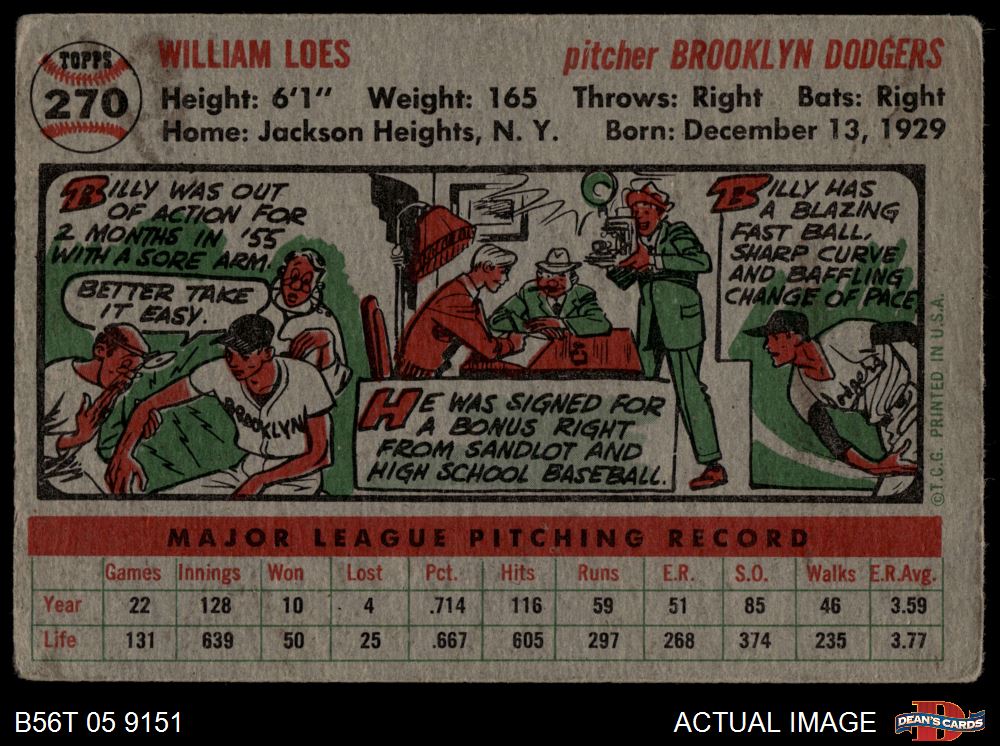 TOPPS
270
WILLIAM LOES
pitcher BROOKLYN DODGERS
Height: 6'1" Weight: 165 Throws: Right Bats: Right
Home: Jackson Heights, N. Y. Born: December 13, 1929
BILLY WAS OUT
OF ACTION FOR
2 MONTHS IN '55
WITH A SORE ARM.
BETTER TAKE
IT EASY.
BROOKLYN
HE WAS SIGNED FOR
A BONUS RIGHT
FROM SANDLOT AND
HIGH SCHOOL BASEBALL.
BILLY HAS
A BLAZING
FAST BALL,
SHARP CURVE
AND BAFFLING
CHANGE OF PACE.
Dodgers
©T.C.G. PRINTED IN U.S.A.
MAJOR LEAGUE PITCHING RECORD
Games Innings Won Lost Pct. Hits Runs E.R. S.O. Walks E.R.Avg.
Year 22 128 10 4 .714 116 59 51 85 46 3.59
Life 131 639 50 25 .667 605 297 268 374 235 3.77
B56T 05 9151
ACTUAL IMAGE
D
DEAN'S CARDS